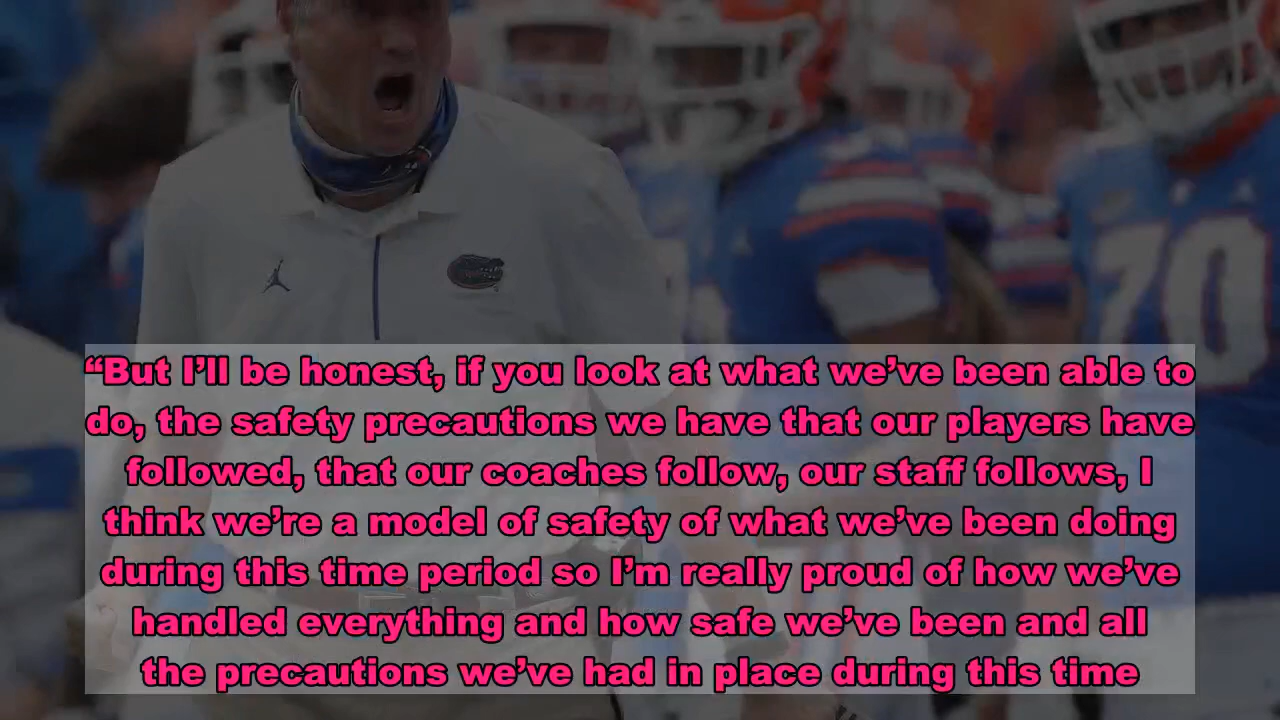 “But I’ll be honest, if you look at what we’ve been able to
do, the safety precautions we have that our players have
followed, that our coaches follow, our staff follows, I
think we’re a model of safety of what we’ve been doing
during this time period so I’m really proud of how we’ve
handled everything and how safe we’ve been and all
the precautions we’ve had in place during this time
70